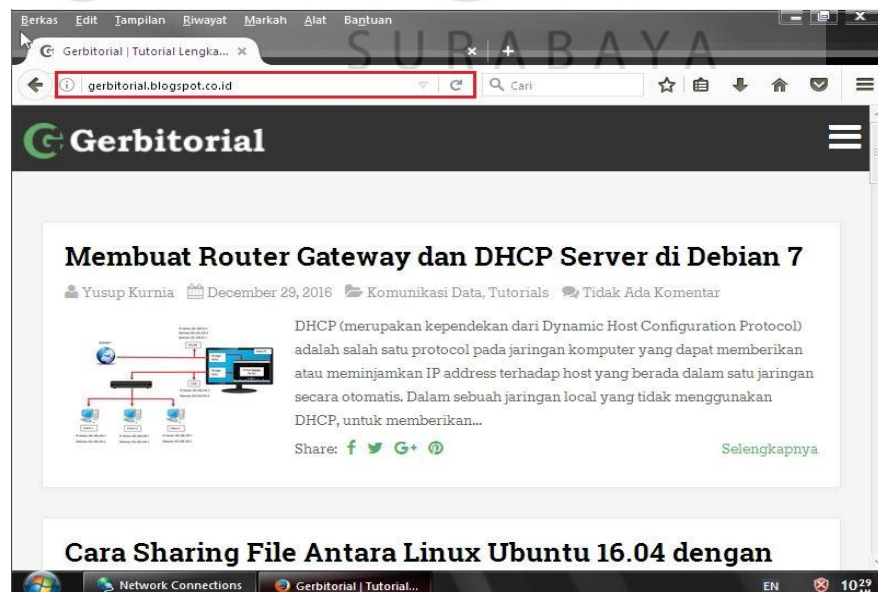 Berkas Edit Tampilan Riwayat Markah Alat Bantuan
SURABAYA
Gerbitorial | Tutorial Lengka...
gerbitorial.blogspot.co.id
Cari
Gerbitorial
Membuat Router Gateway dan DHCP Server di Debian 7
Yusup Kurnia December 29, 2016 Komunikasi Data, Tutorials Tidak Ada Komentar
DHCP (merupakan kependekan dari Dynamic Host Configuration Protocol)
adalah salah satu protocol pada jaringan komputer yang dapat memberikan
atau meminjamkan IP address terhadap host yang berada dalam satu jaringan
secara otomatis. Dalam sebuah jaringan local yang tidak menggunakan
DHCP, untuk memberikan...
Share: Selengkapnya
Cara Sharing File Antara Linux Ubuntu 16.04 dengan
Network Connections Gerbitorial | Tutorial... EN 10:29